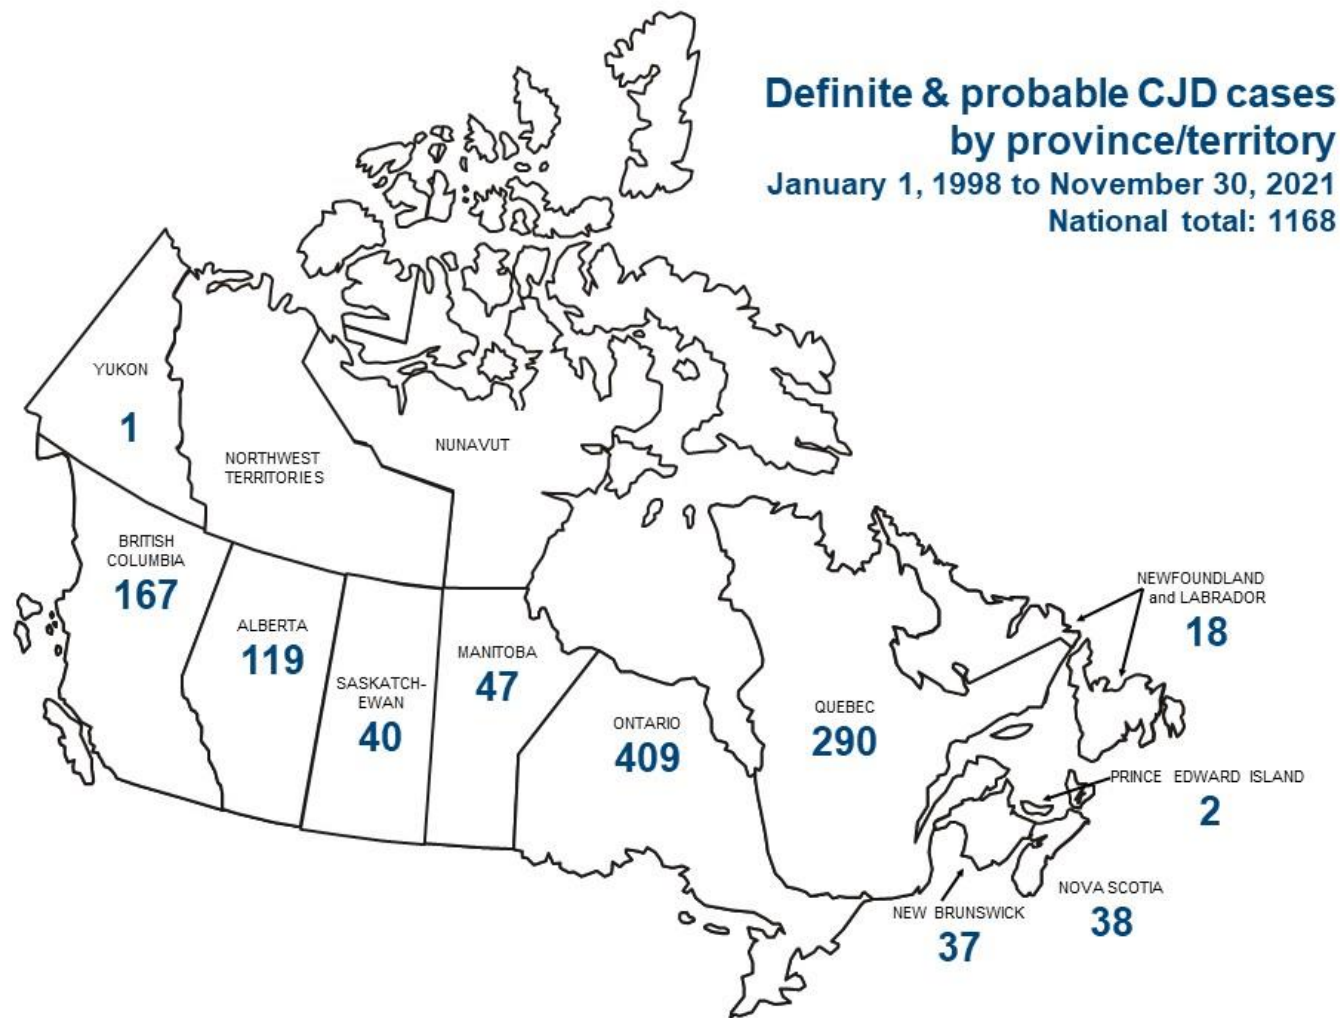 Definite & probable CJD cases
by province/territory
January 1, 1998 to November 30, 2021
National total: 1168
YUKON
1
NORTHWEST
TERRITORIES
NUNAVUT
BRITISH
COLUMBIA
167
ALBERTA
119
SASKATCH-
EWAN
40
MANITOBA
47
ONTARIO
409
QUEBEC
290
NEWFOUNDLAND
and LABRADOR
18
PRINCE EDWARD ISLAND
2
NOVA SCOTIA
38
NEW BRUNSWICK
37